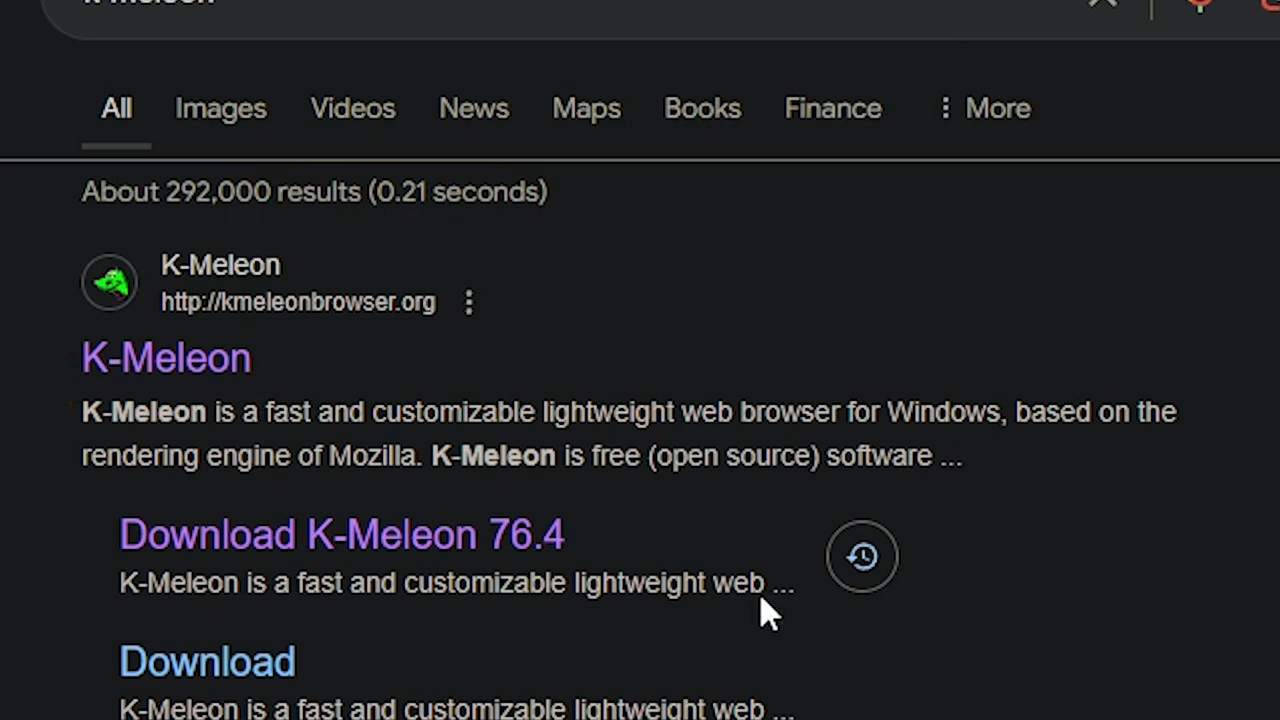 k-meleon
All Images Videos News Maps Books Finance More
About 292,000 results (0.21 seconds)
K-Meleon
http://kmeleonbrowser.org
K-Meleon
K-Meleon is a fast and customizable lightweight web browser for Windows, based on the
rendering engine of Mozilla. K-Meleon is free (open source) software ...
Download K-Meleon 76.4
K-Meleon is a fast and customizable lightweight web ...
Download
K-Meleon is a fast and customizable lightweight web ...